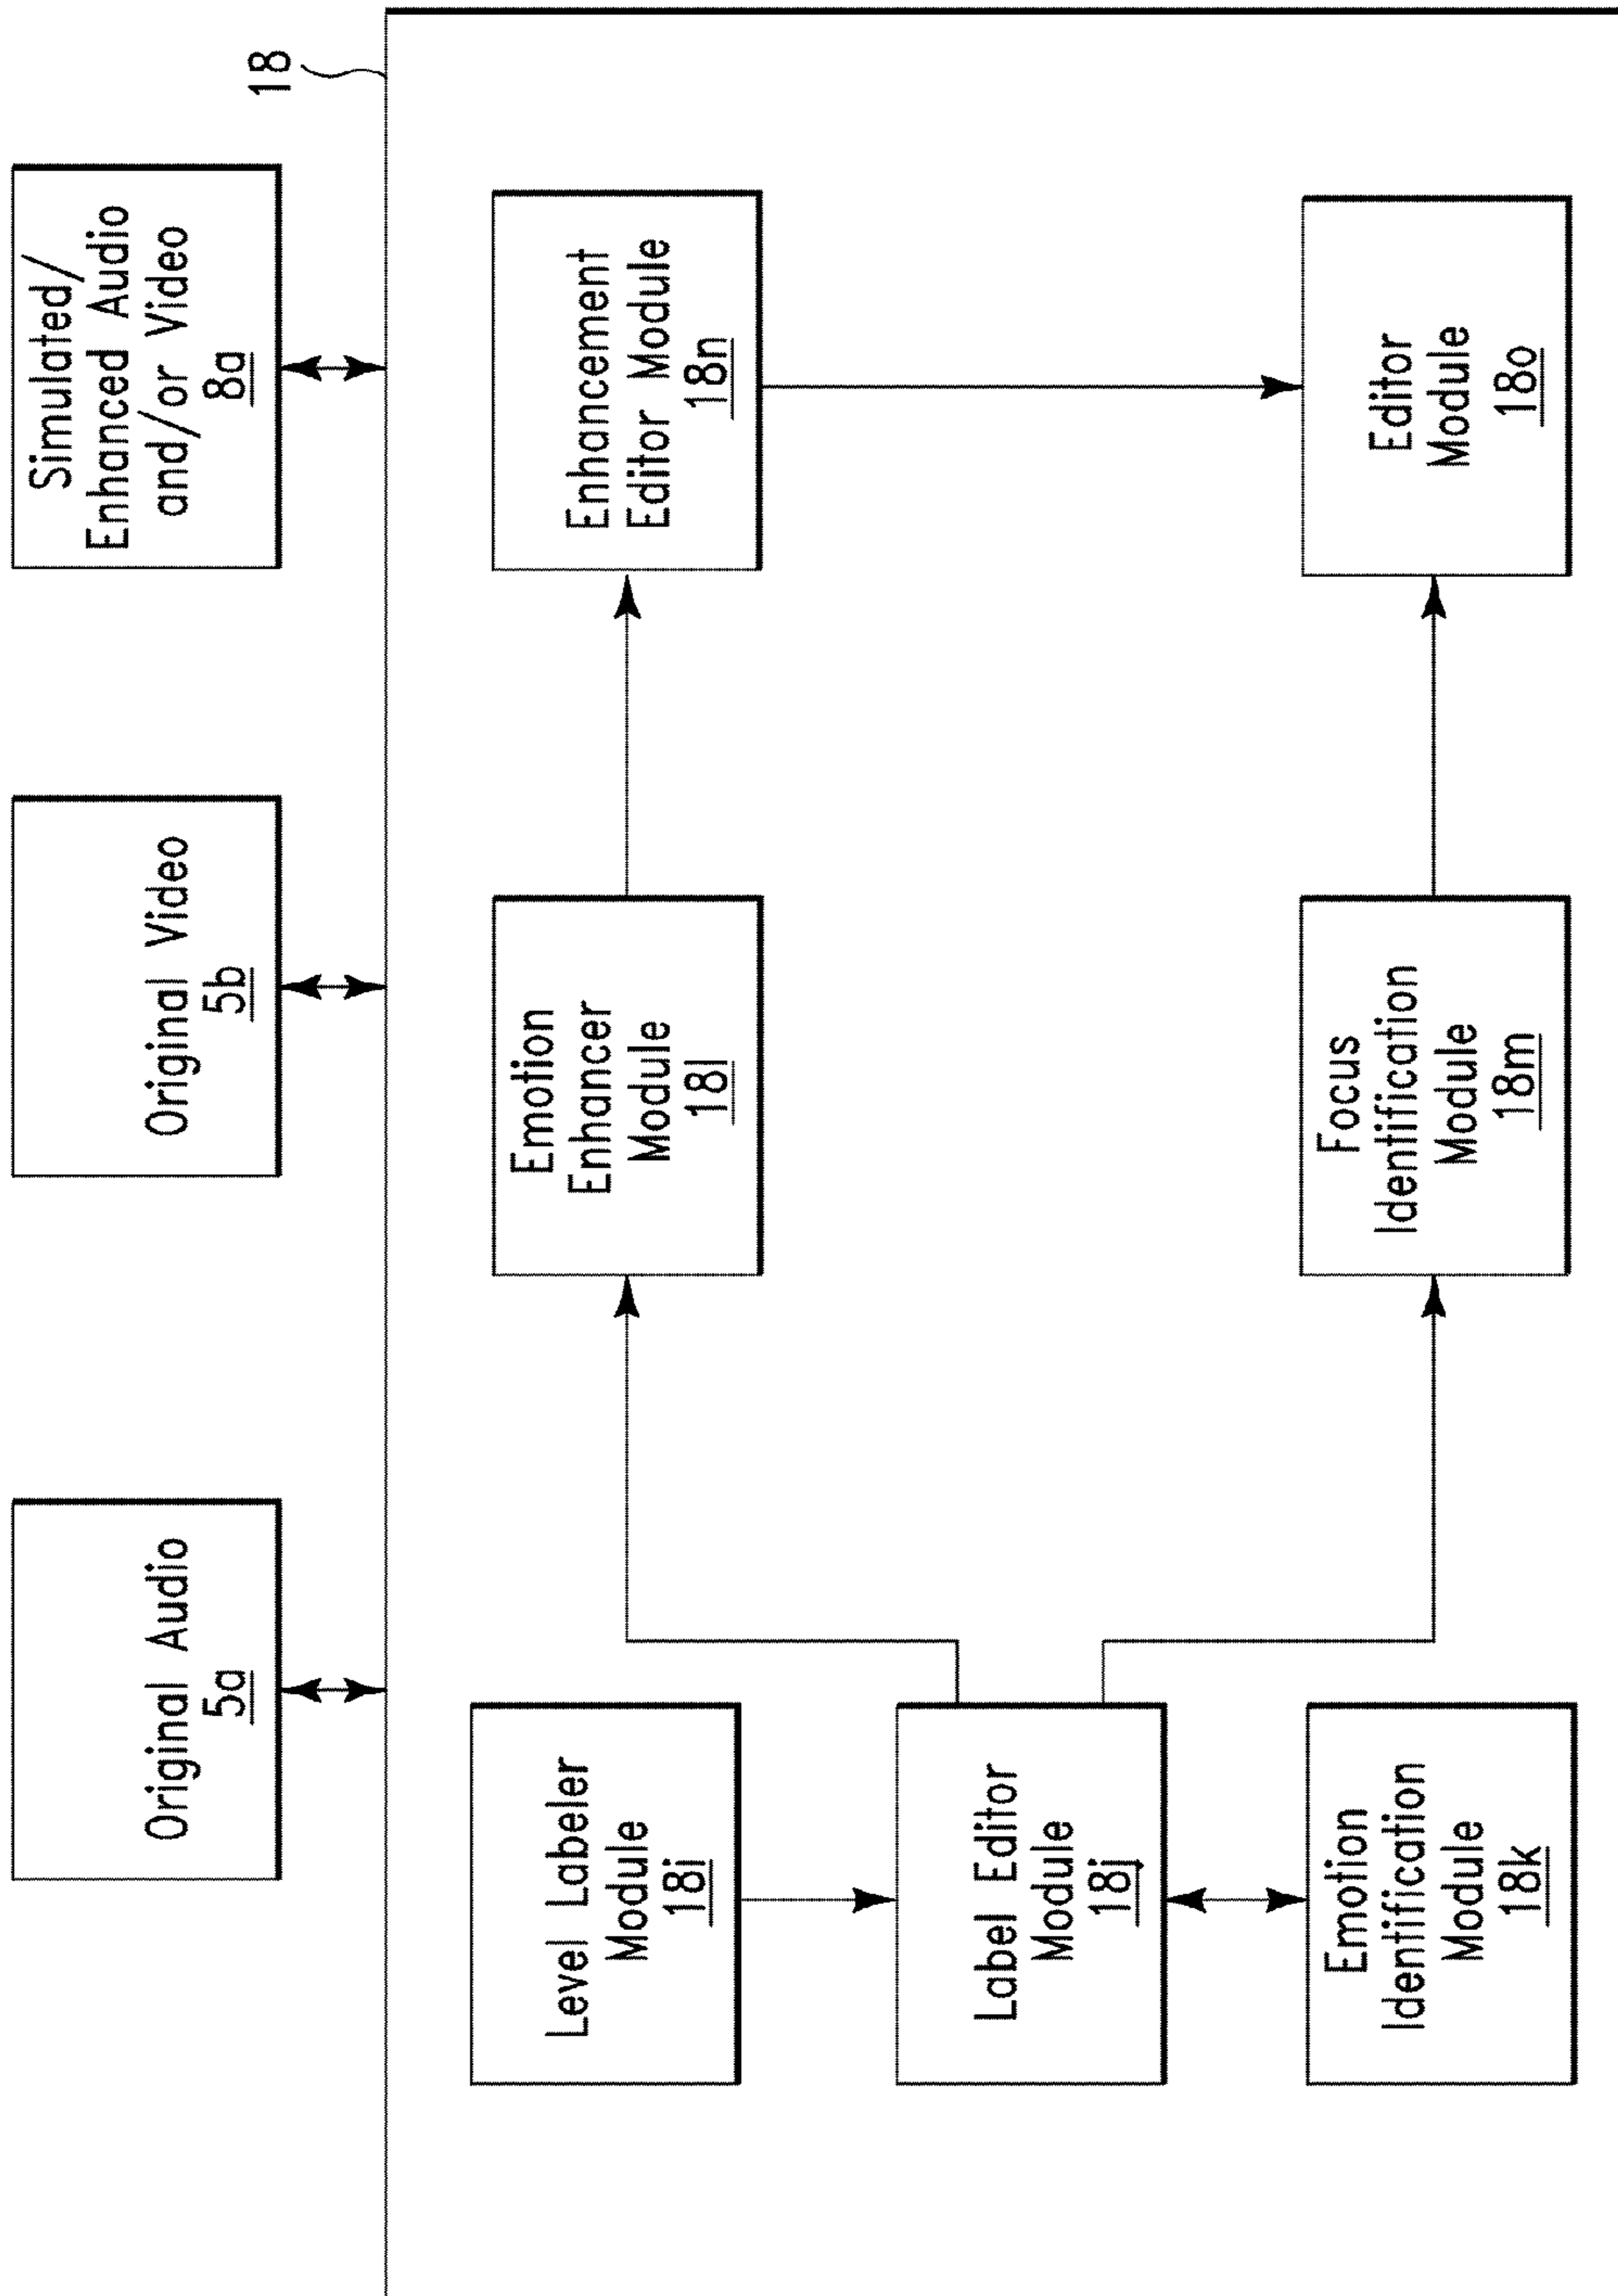 Original Audio
5a
Original Video
5b
Simulated/
Enhanced Audio
and/or Video
8a
18
Level Labeler
Module
18i
Emotion
Enhancer
Module
18l
Enhancement
Editor Module
18n
Label Editor
Module
18j
Emotion
Identification
Module
18k
Focus
Identification
Module
18m
Editor
Module
18o